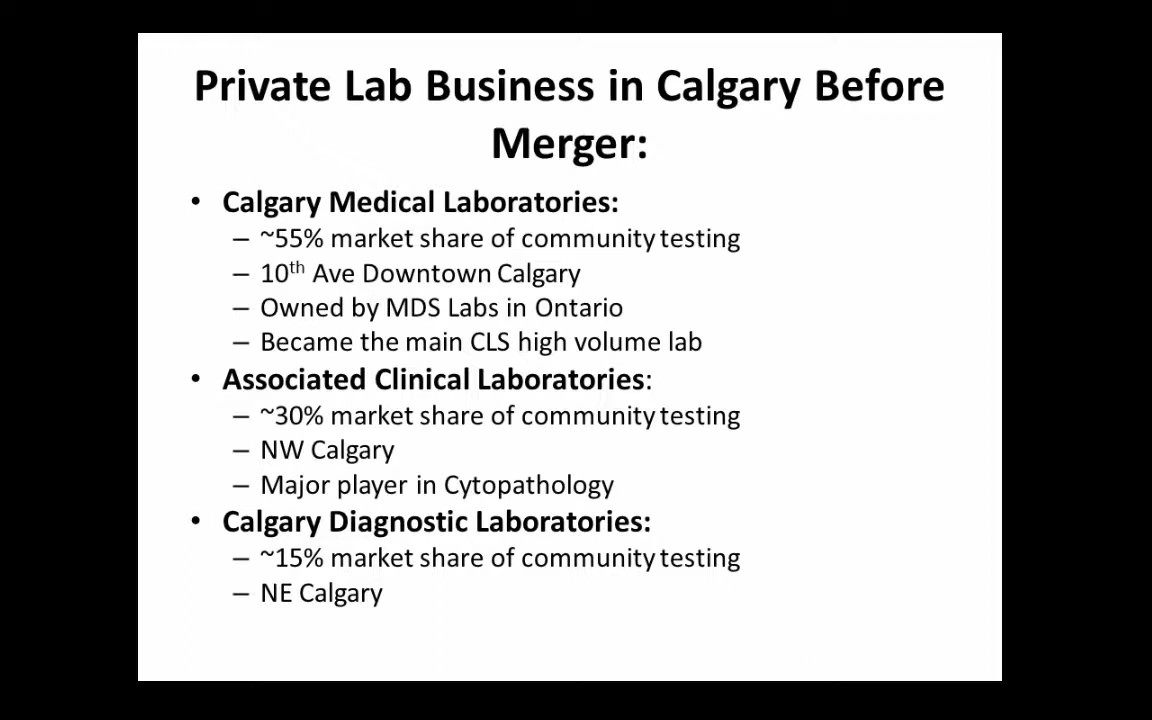 Private Lab Business in Calgary Before
Merger:
• Calgary Medical Laboratories:
– ~55% market share of community testing
– 10th Ave Downtown Calgary
– Owned by MDS Labs in Ontario
– Became the main CLS high volume lab
• Associated Clinical Laboratories:
– ~30% market share of community testing
– NW Calgary
– Major player in Cytopathology
• Calgary Diagnostic Laboratories:
– ~15% market share of community testing
– NE Calgary